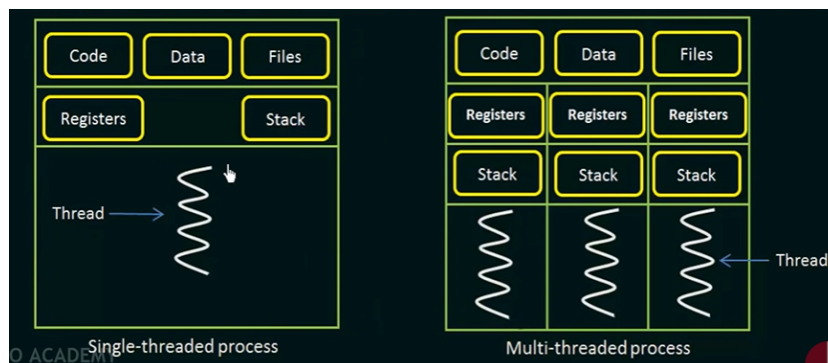 Code Data Files
Registers Stack
Thread
Single-threaded process
Code Data Files
Registers Registers Registers
Stack Stack Stack
Thread
Multi-threaded process
O ACADEMY